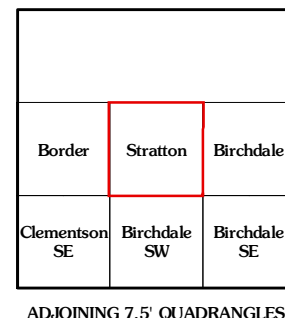 Border Stratton Birchdale
Clementson Birchdale Birchdale
SE SW SE
ADJOINING 7.5' QUADRANGLES